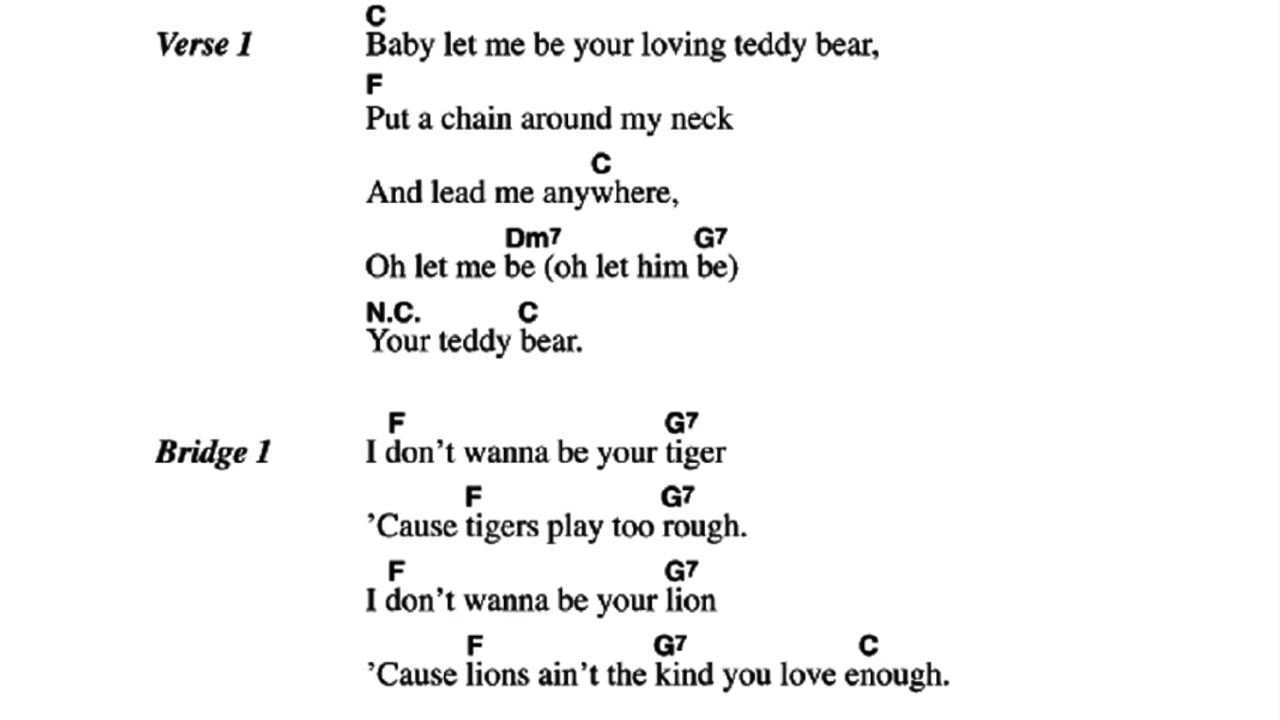 C
Verse 1 Baby let me be your loving teddy bear,
F
Put a chain around my neck
C
And lead me anywhere,
Dm7 G7
Oh let me be (oh let him be)
N.C. C
Your teddy bear.
F G7
Bridge 1 I don’t wanna be your tiger
F G7
’Cause tigers play too rough.
F G7
I don’t wanna be your lion
F G7 C
’Cause lions ain’t the kind you love enough.